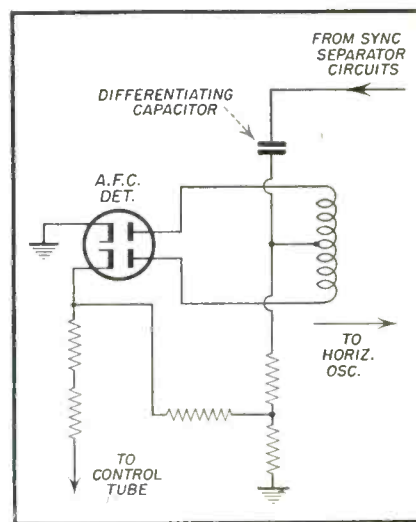 FROM SYNC
SEPARATOR
CIRCUITS
DIFFERENTIATING
CAPACITOR
A.F.C.
DET.
TO
HORIZ.
OSC.
TO
CONTROL
TUBE